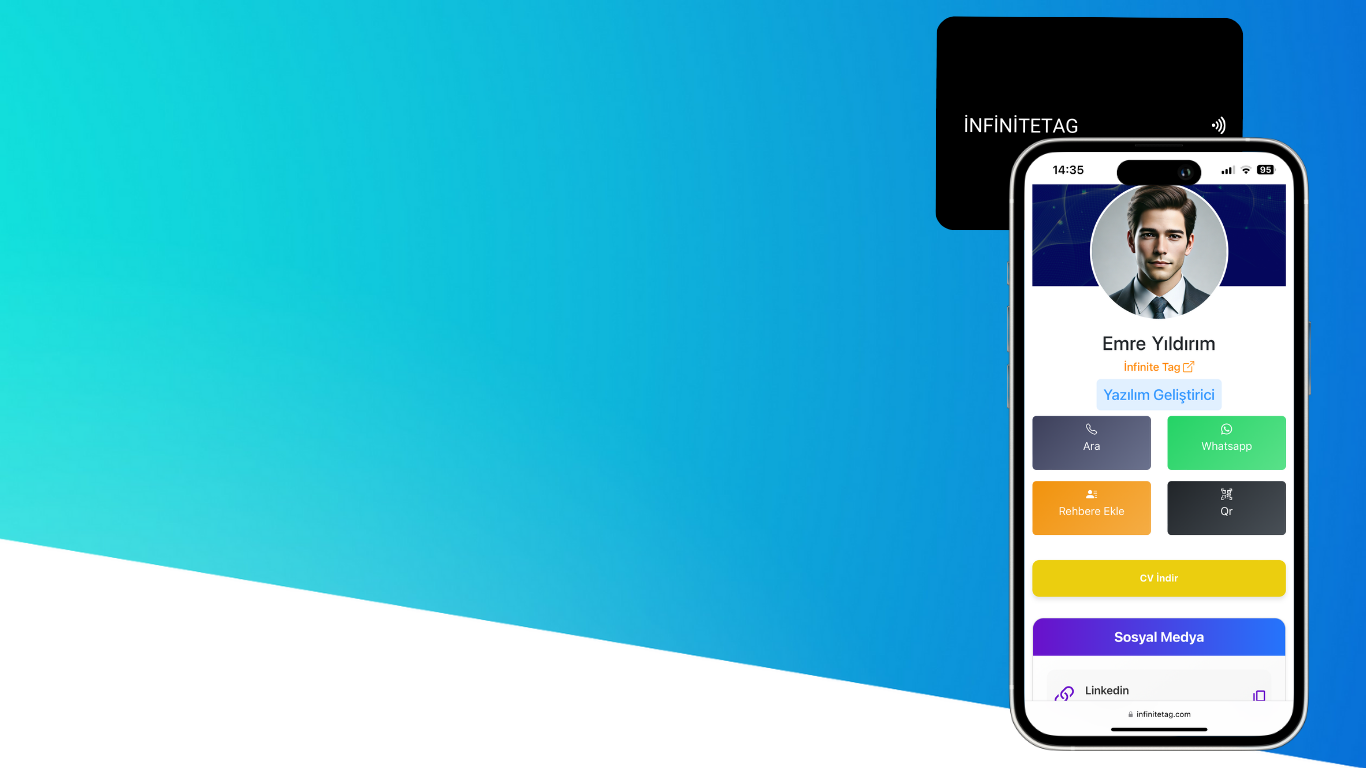 İNFİNİTETAG
14:35
95
Emre Yıldırım
İnfinite Tag
Yazılım Geliştirici
Ara
Whatsapp
Rehbere Ekle
Qr
CV İndir
Sosyal Medya
Linkedin
infinitetag.com